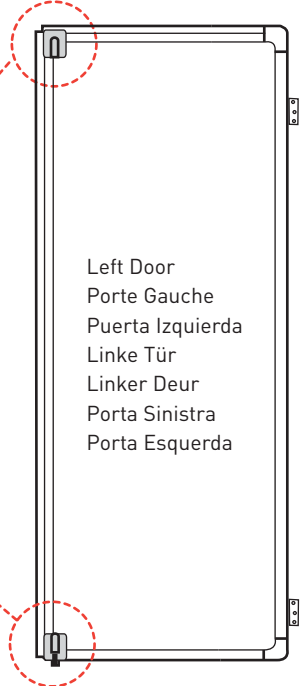 Left Door
Porte Gauche
Puerta Izquierda
Linke Tür
Linker Deur
Porta Sinistra
Porta Esquerda